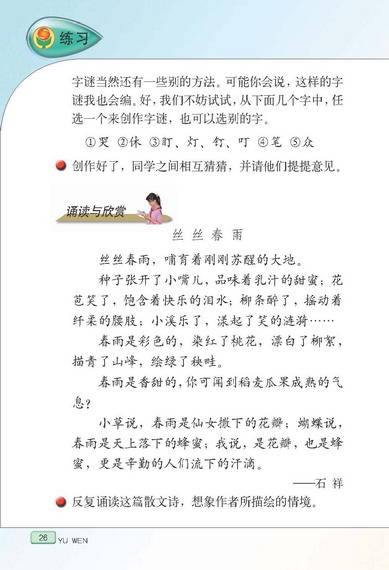 练习
字谜当然还有一些别的方法。可能你会说，这样的字
谜我也会编。好，我们不妨试试，从下面几个字中，任
选一个来创作字谜，也可以选别的字。
①哭 ②休 ③盯、灯、钉、叮 ④笔 ⑤众
创作好了，同学之间相互猜猜，并请他们提提意见。
诵读与欣赏
丝丝春雨
丝丝春雨，哺育着刚刚苏醒的大地。
种子张开了小嘴儿，品味着乳汁的甜蜜；花
苞笑了，饱含着快乐的泪水；柳条醉了，摇动着
纤柔的腰肢；小溪乐了，漾起了笑的涟漪……
春雨是彩色的，染红了桃花，漂白了柳絮，
描青了山峰，绘绿了秧畦。
春雨是香甜的，你可闻到稻麦瓜果成熟的气
息？
小草说，春雨是仙女撒下的花瓣；蝴蝶说，
春雨是天上落下的蜂蜜；我说，是花瓣，也是蜂
蜜，更是辛勤的人们流下的汗滴。
——石 祥
反复诵读这篇散文诗，想象作者所描绘的情境。
26 YU WEN